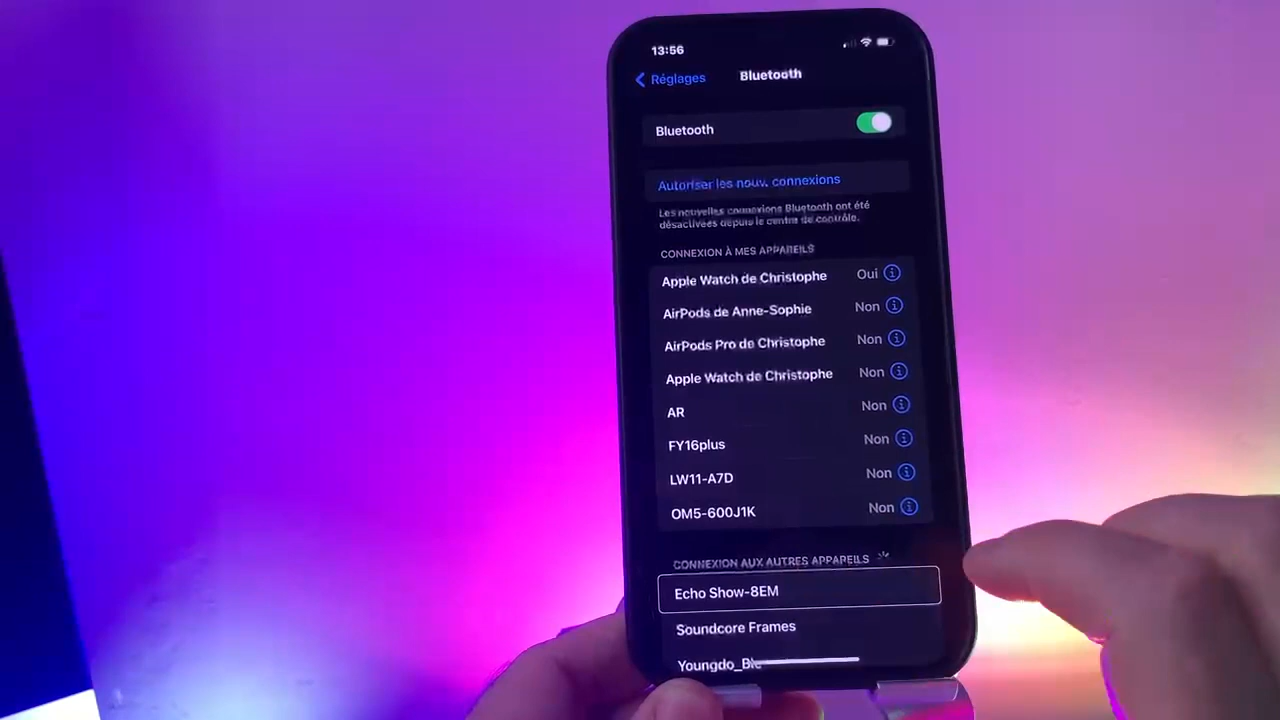 13:56
Réglages
Bluetooth
Bluetooth
Autoriser les nouv. connexions
Les nouvelles connexions Bluetooth ont été
désactivées depuis le centre de contrôle.
CONNEXION À MES APPAREILS
Apple Watch de Christophe Oui
AirPods de Anne-Sophie Non
AirPods Pro de Christophe Non
Apple Watch de Christophe Non
AR Non
FY16plus Non
LW11-A7D Non
OM5-600J1K Non
CONNEXION AUX AUTRES APPAREILS
Echo Show-8EM
Soundcore Frames